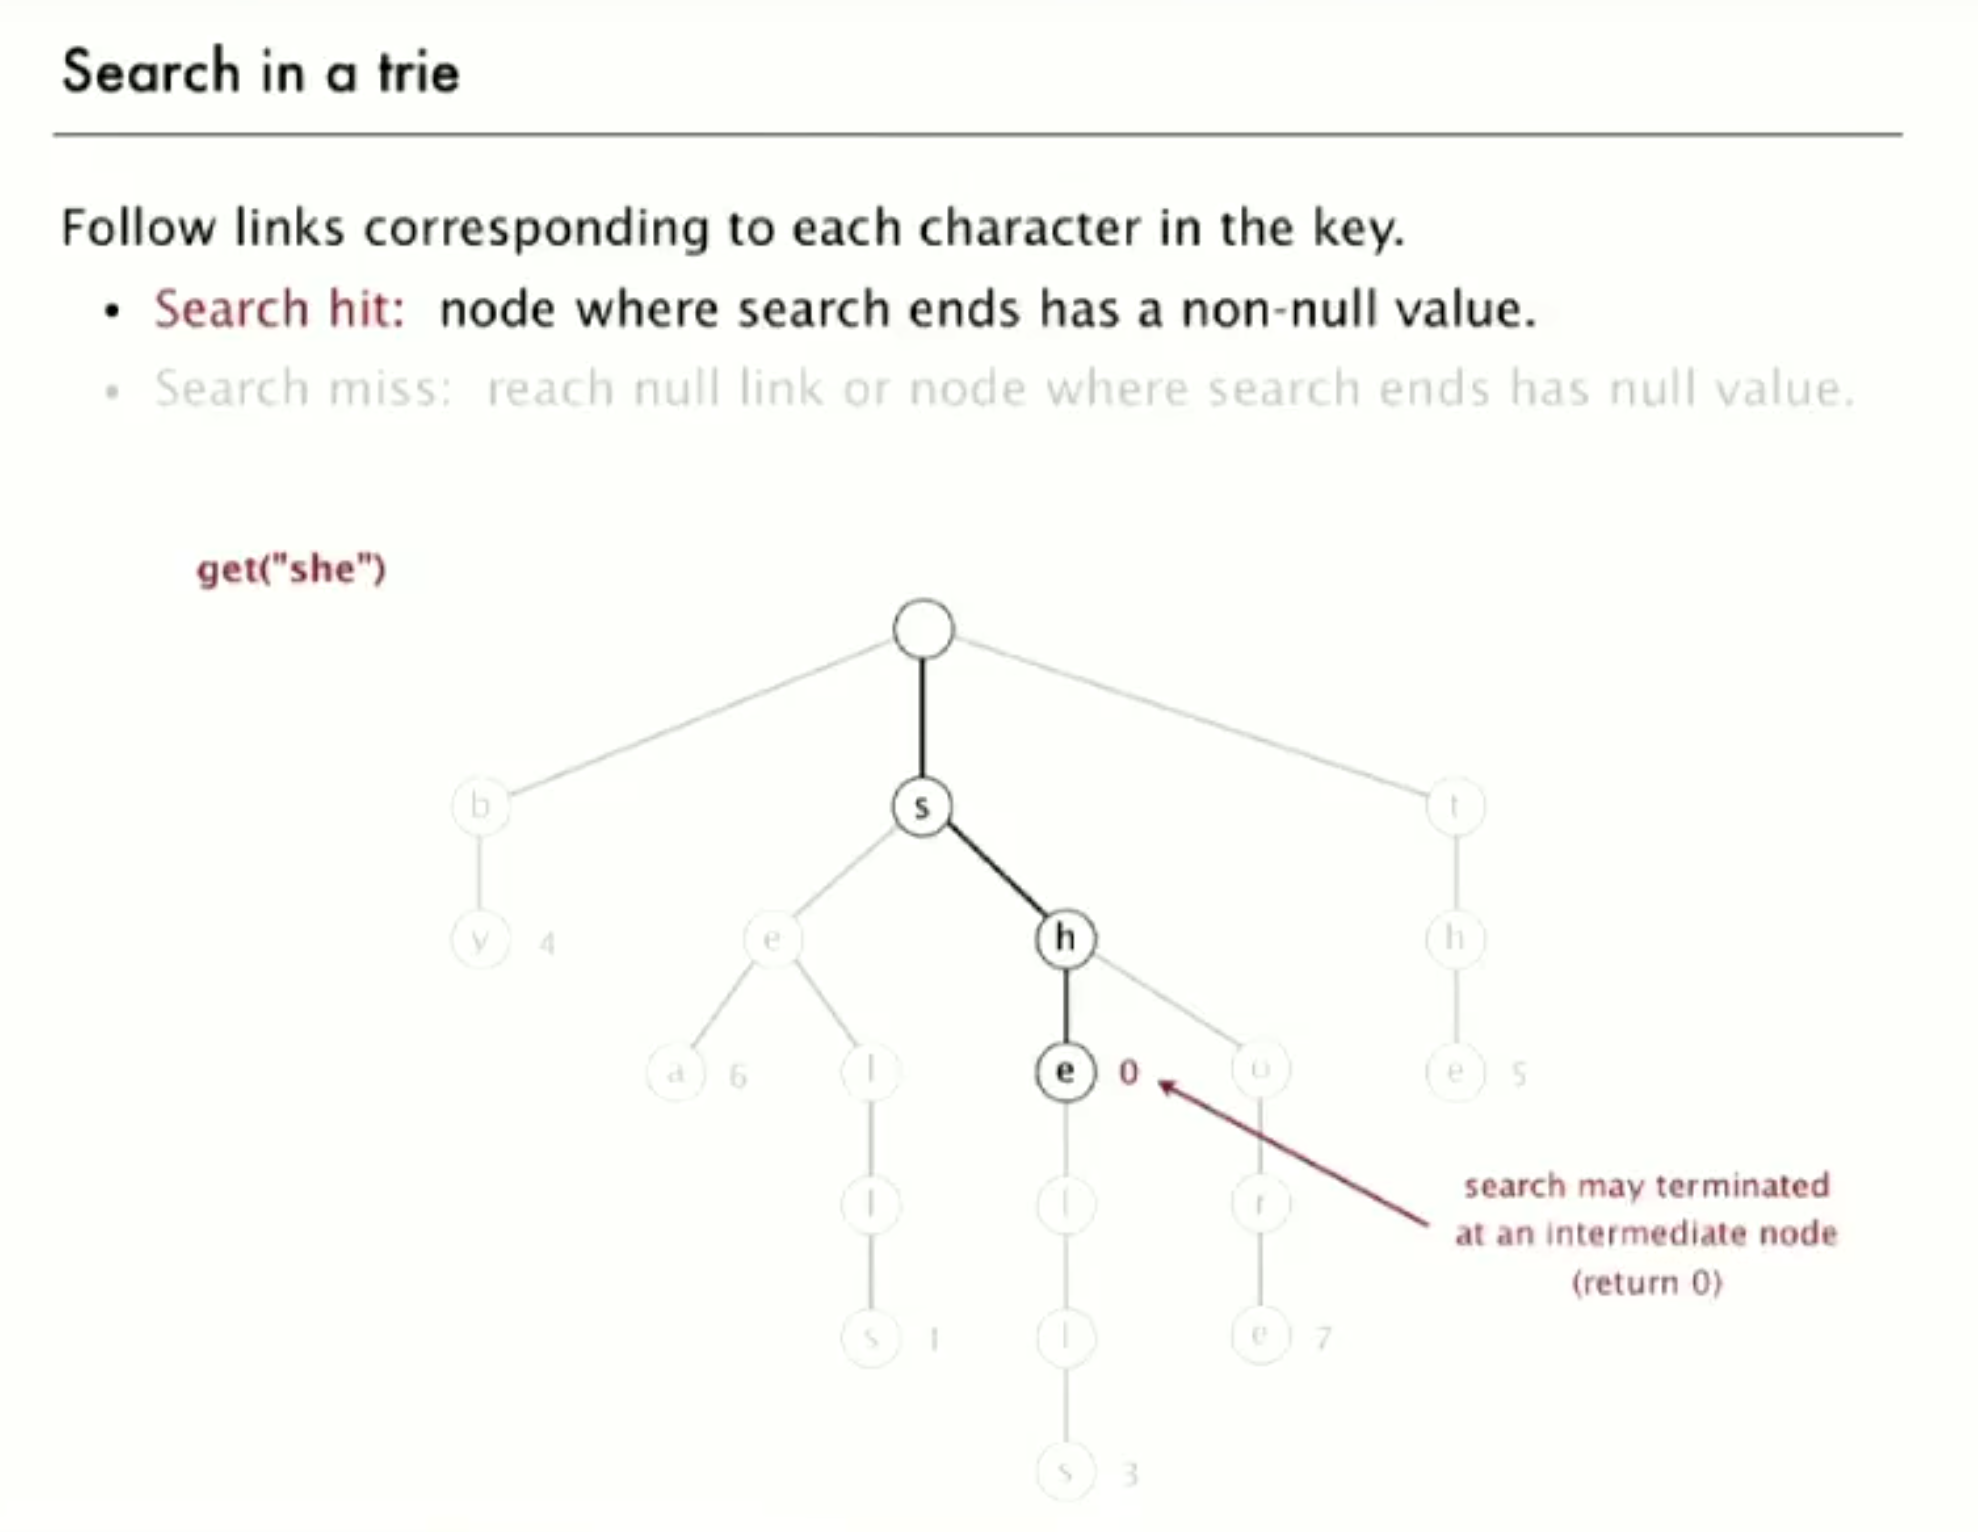 Search in a trie
Follow links corresponding to each character in the key.
• Search hit: node where search ends has a non-null value.
• Search miss: reach null link or node where search ends has null value.
get("she")
b s t
y 4 e h h
a 6 l e 0 o e 5
l l r
search may terminated
at an intermediate node
(return 0)
s 1 l e 7
s 3